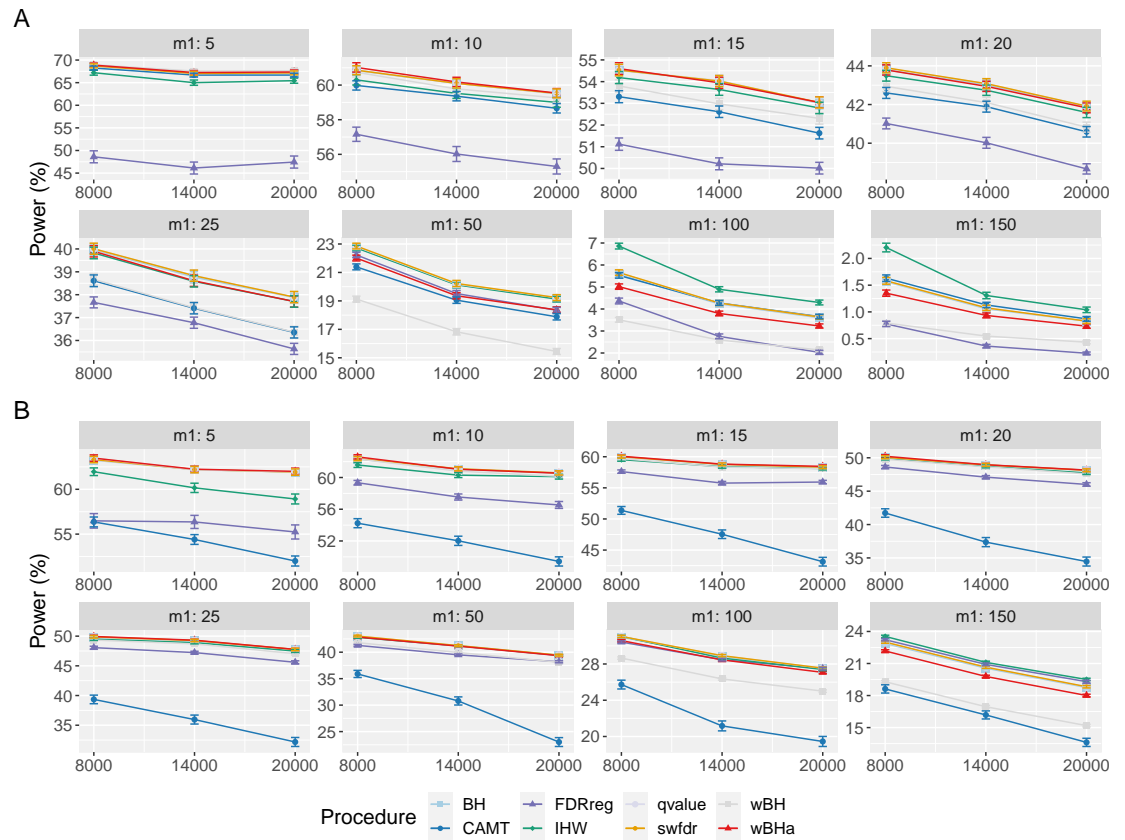 A
m1: 5
m1: 10
m1: 15
m1: 20
Power (%)
70
65
60
55
50
45
60
58
56
55
54
53
52
51
50
44
42
40
8000 14000 20000
8000 14000 20000
8000 14000 20000
8000 14000 20000
m1: 25
m1: 50
m1: 100
m1: 150
40
39
38
37
36
23
21
19
17
15
7
6
5
4
3
2
2.0
1.5
1.0
0.5
8000 14000 20000
8000 14000 20000
8000 14000 20000
8000 14000 20000
B
m1: 5
m1: 10
m1: 15
m1: 20
Power (%)
60
55
60
56
52
60
55
50
45
50
45
40
35
8000 14000 20000
8000 14000 20000
8000 14000 20000
8000 14000 20000
m1: 25
m1: 50
m1: 100
m1: 150
50
45
40
35
40
35
30
25
28
24
20
24
21
18
15
8000 14000 20000
8000 14000 20000
8000 14000 20000
8000 14000 20000
Procedure
BH FDRreg qvalue wBH
CAMT IHW swfdr wBHa